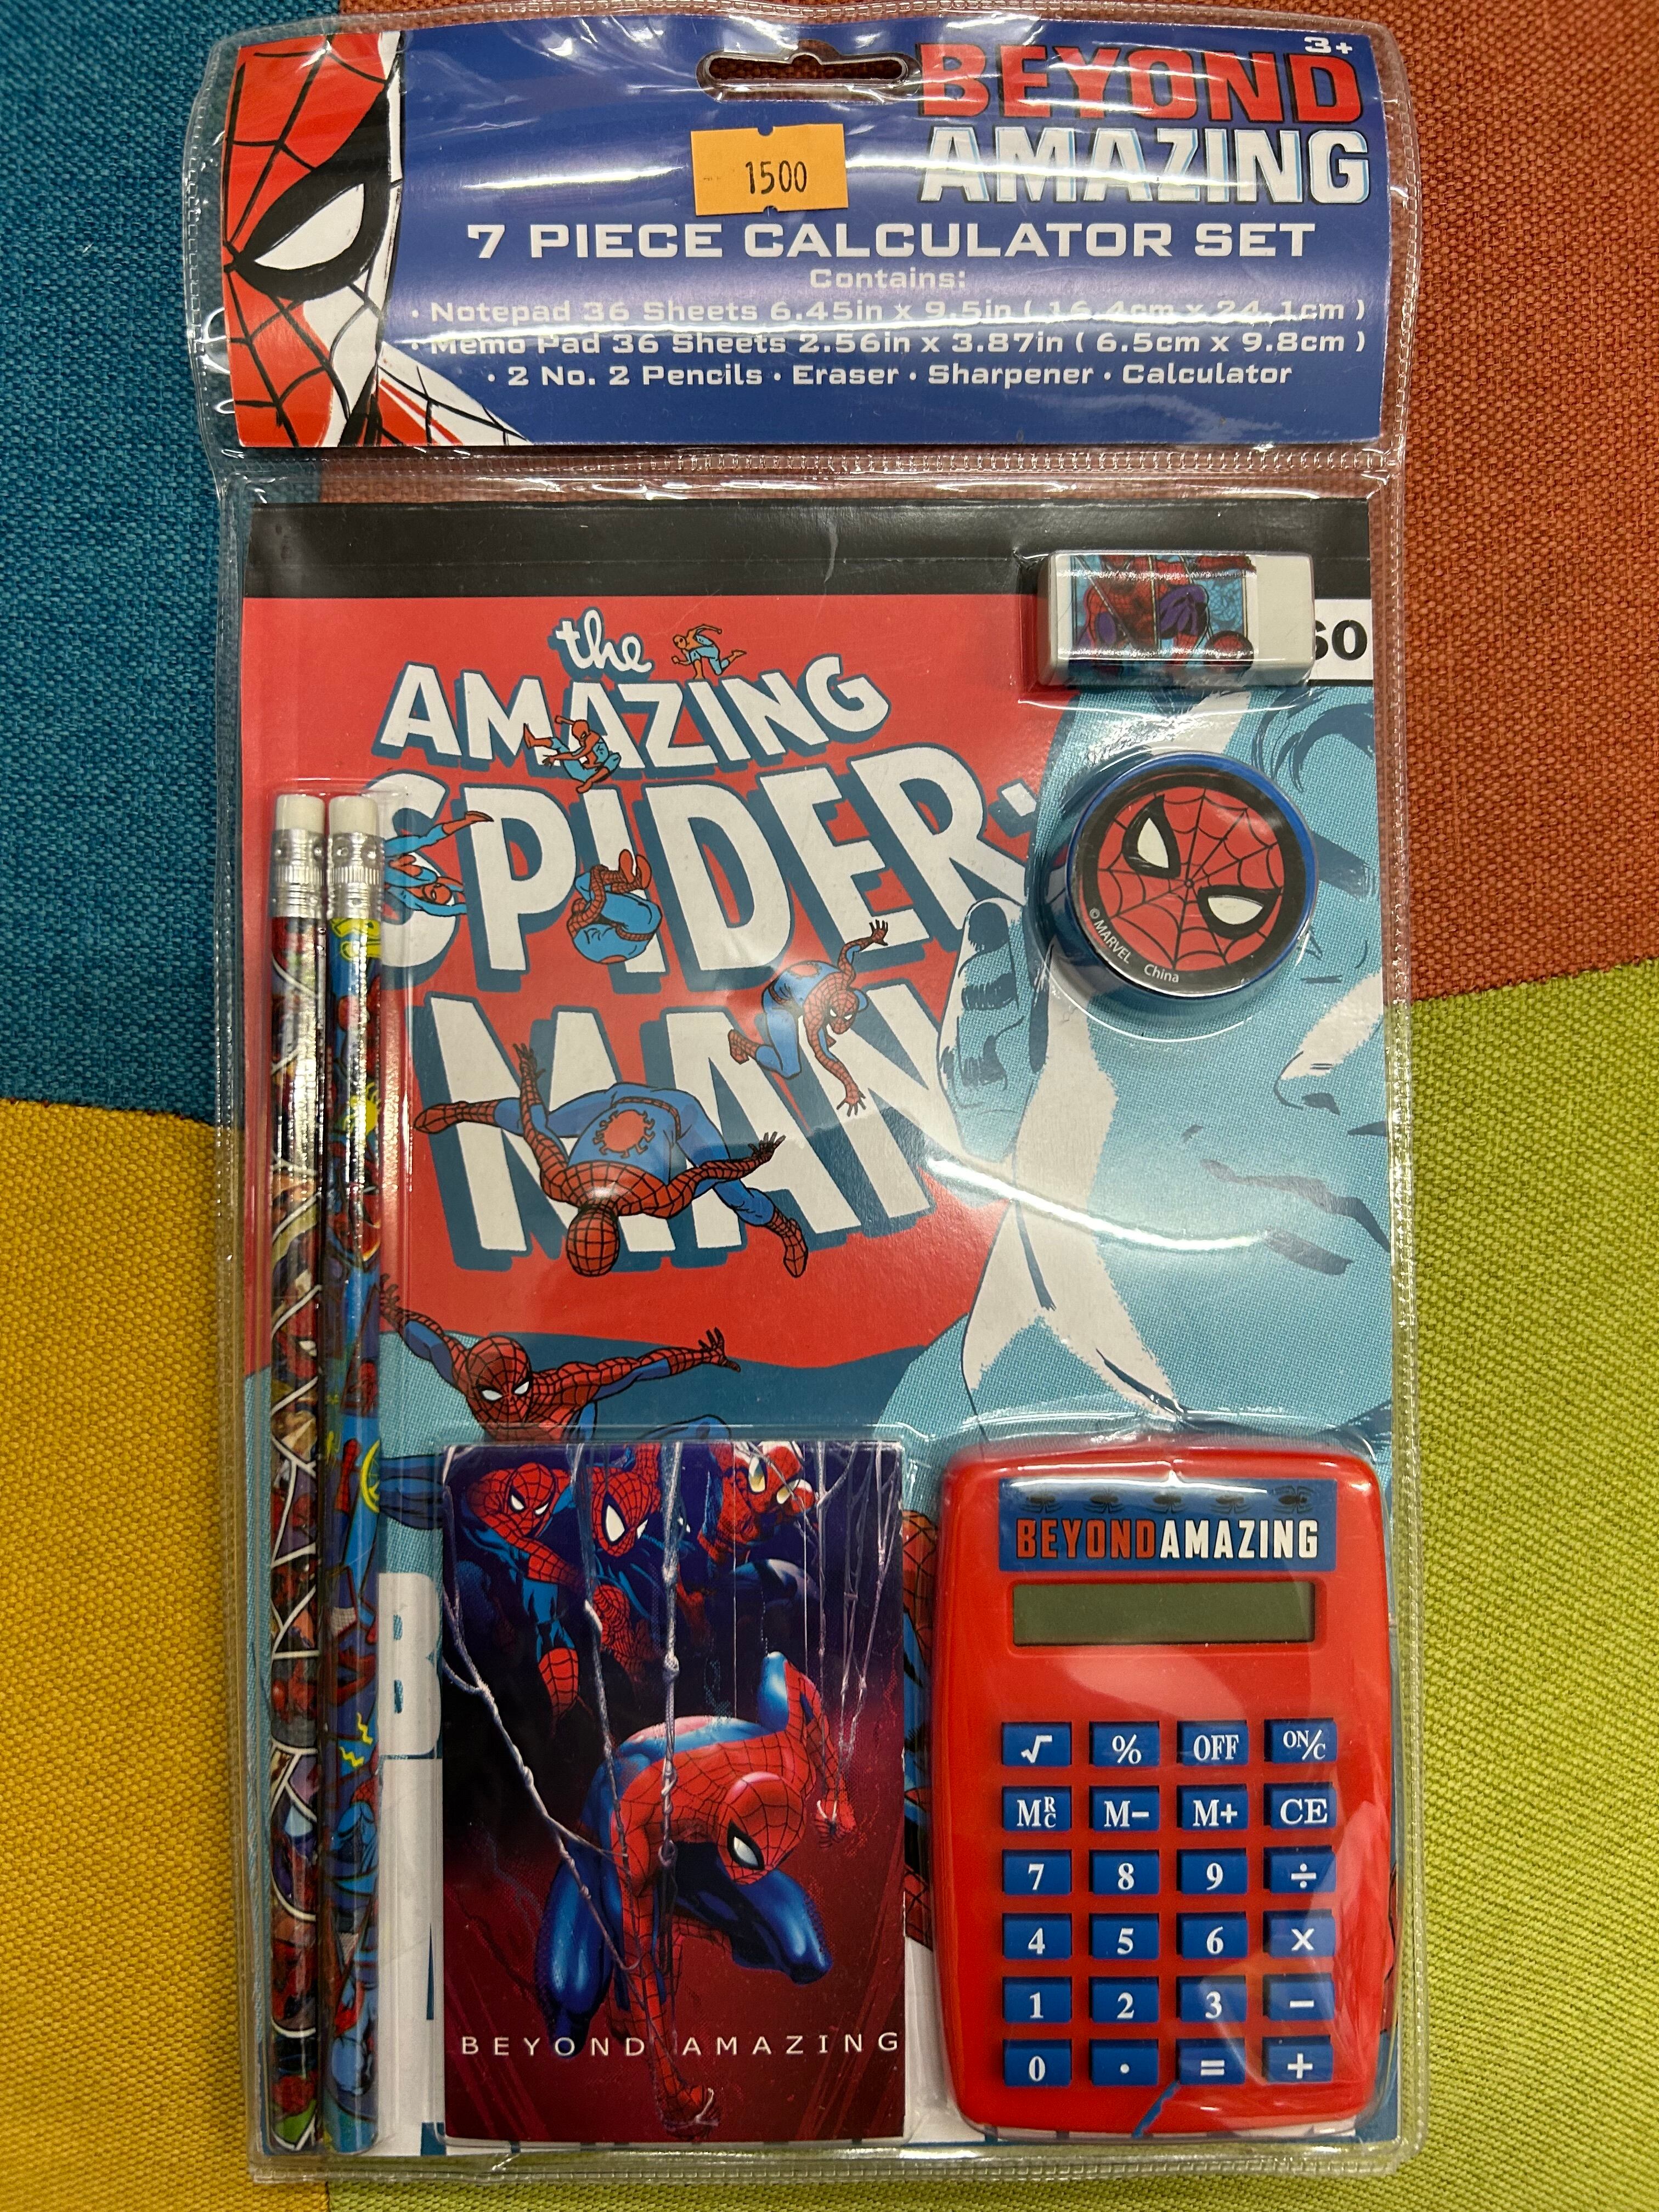 3+
BEYOND
AMAZING
1500
7 PIECE CALCULATOR SET
Contains:
• Notepad 36 Sheets 6.45in x 9.5in ( 16.4cm x 24.1cm )
• Memo Pad 36 Sheets 2.56in x 3.87in ( 6.5cm x 9.8cm )
• 2 No. 2 Pencils • Eraser • Sharpener • Calculator
the
AMAZING
SPIDER-
MAN
© MARVEL China
BEYOND AMAZING
BEYOND AMAZING
√ % OFF ON/C
MRC M− M+ CE
7 8 9 ÷
4 5 6 x
1 2 3 −
0 . = +